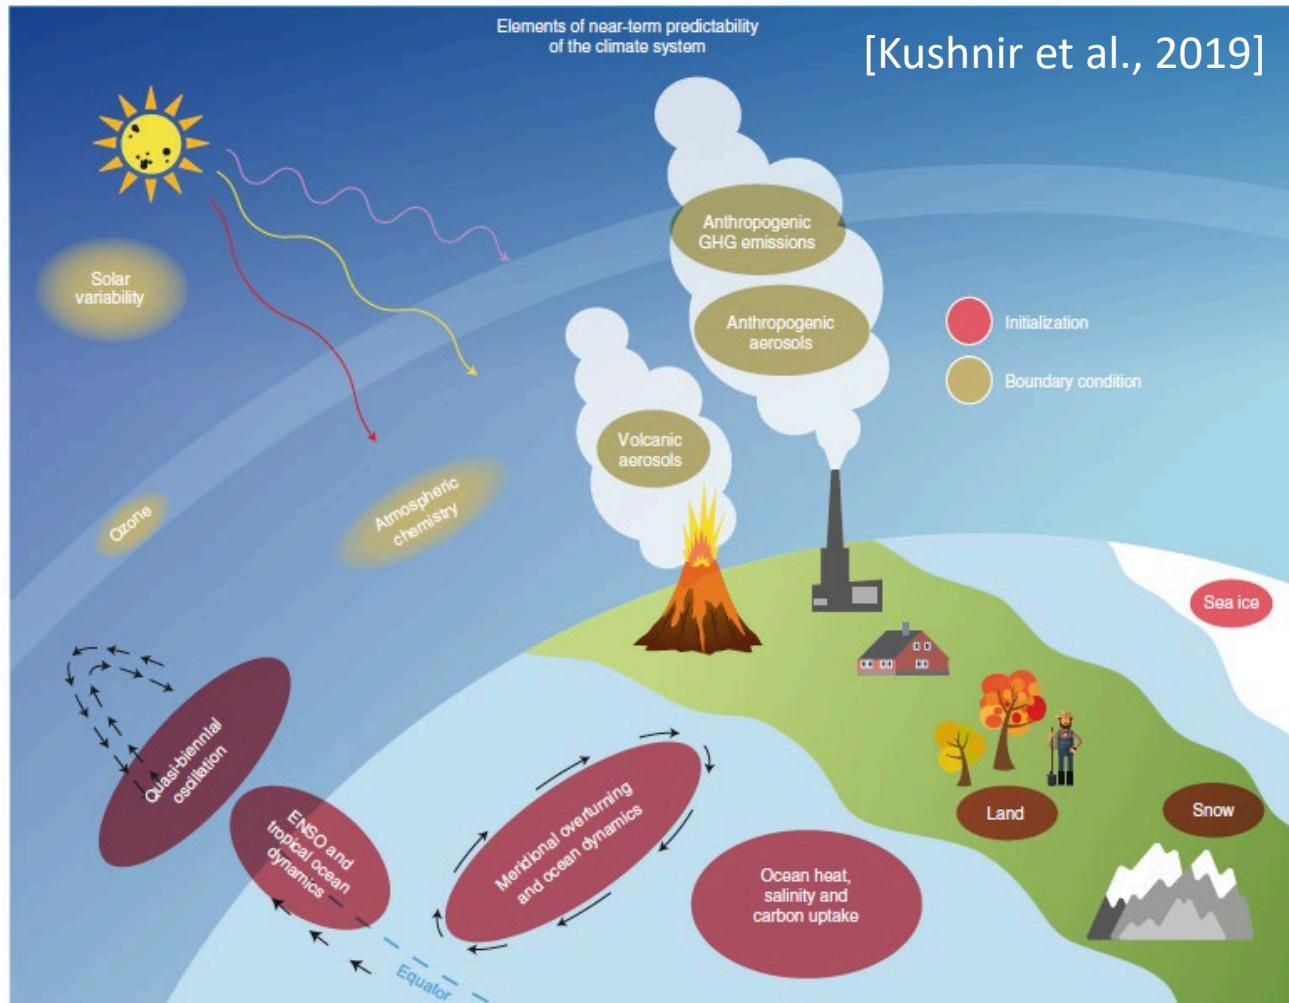 Elements of near-term predictability
of the climate system
[Kushnir et al., 2019]
Anthropogenic
GHG emissions
Solar
variability
Anthropogenic
aerosols
Initialization
Boundary condition
Volcanic
aerosols
Ozone
Atmospheric
chemistry
Sea ice
Quasi-biennial
oscillation
ENSO and
tropical ocean
dynamics
Meridional overturning
and ocean dynamics
Land
Snow
Ocean heat,
salinity and
carbon uptake
Equator